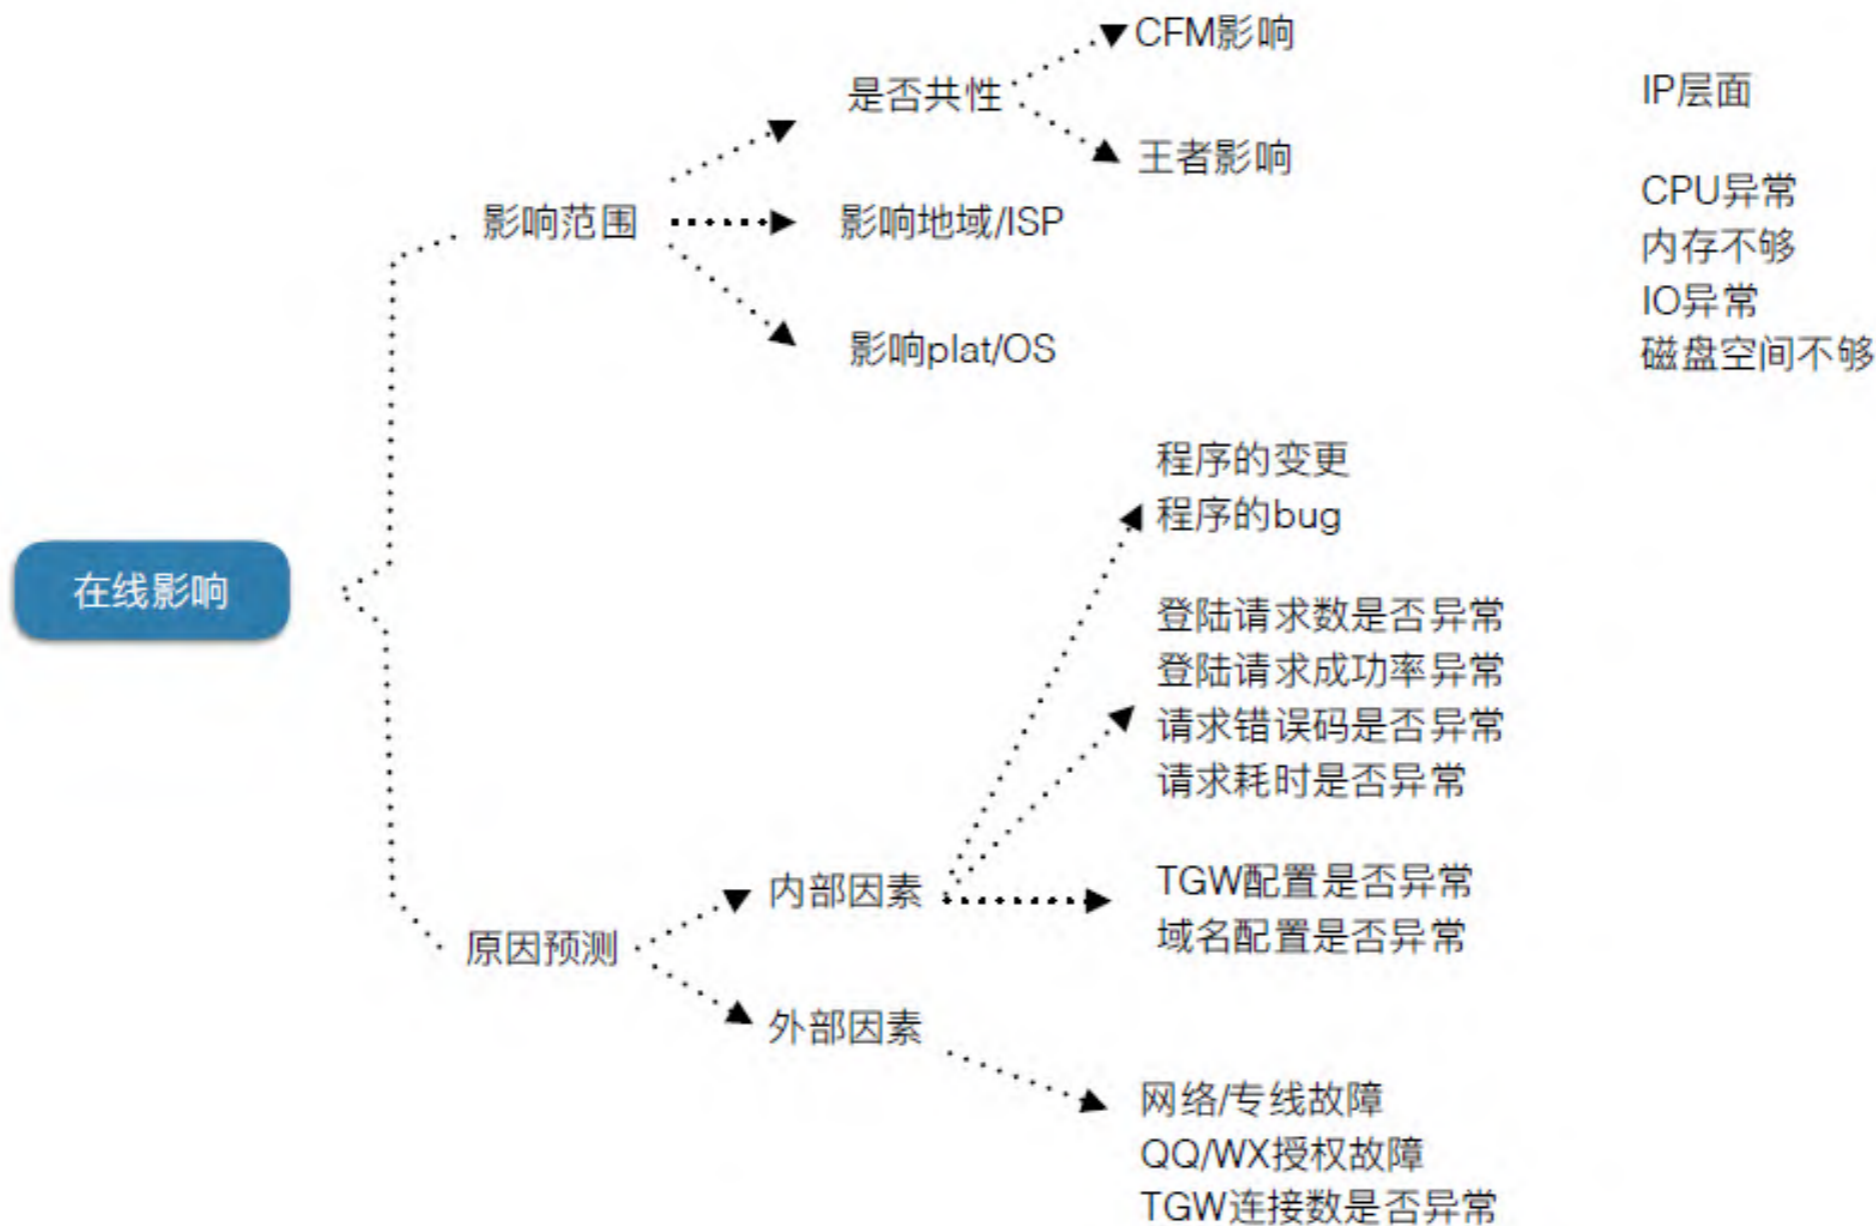 CFM影响
是否共性
IP层面
王者影响
CPU异常
影响范围
影响地域/ISP
内存不够
IO异常
影响plat/OS
磁盘空间不够
程序的变更
程序的bug
在线影响
登陆请求数是否异常
登陆请求成功率异常
请求错误码是否异常
请求耗时是否异常
内部因素
TGW配置是否异常
域名配置是否异常
原因预测
外部因素
网络/专线故障
QQ/WX授权故障
TGW连接数是否异常